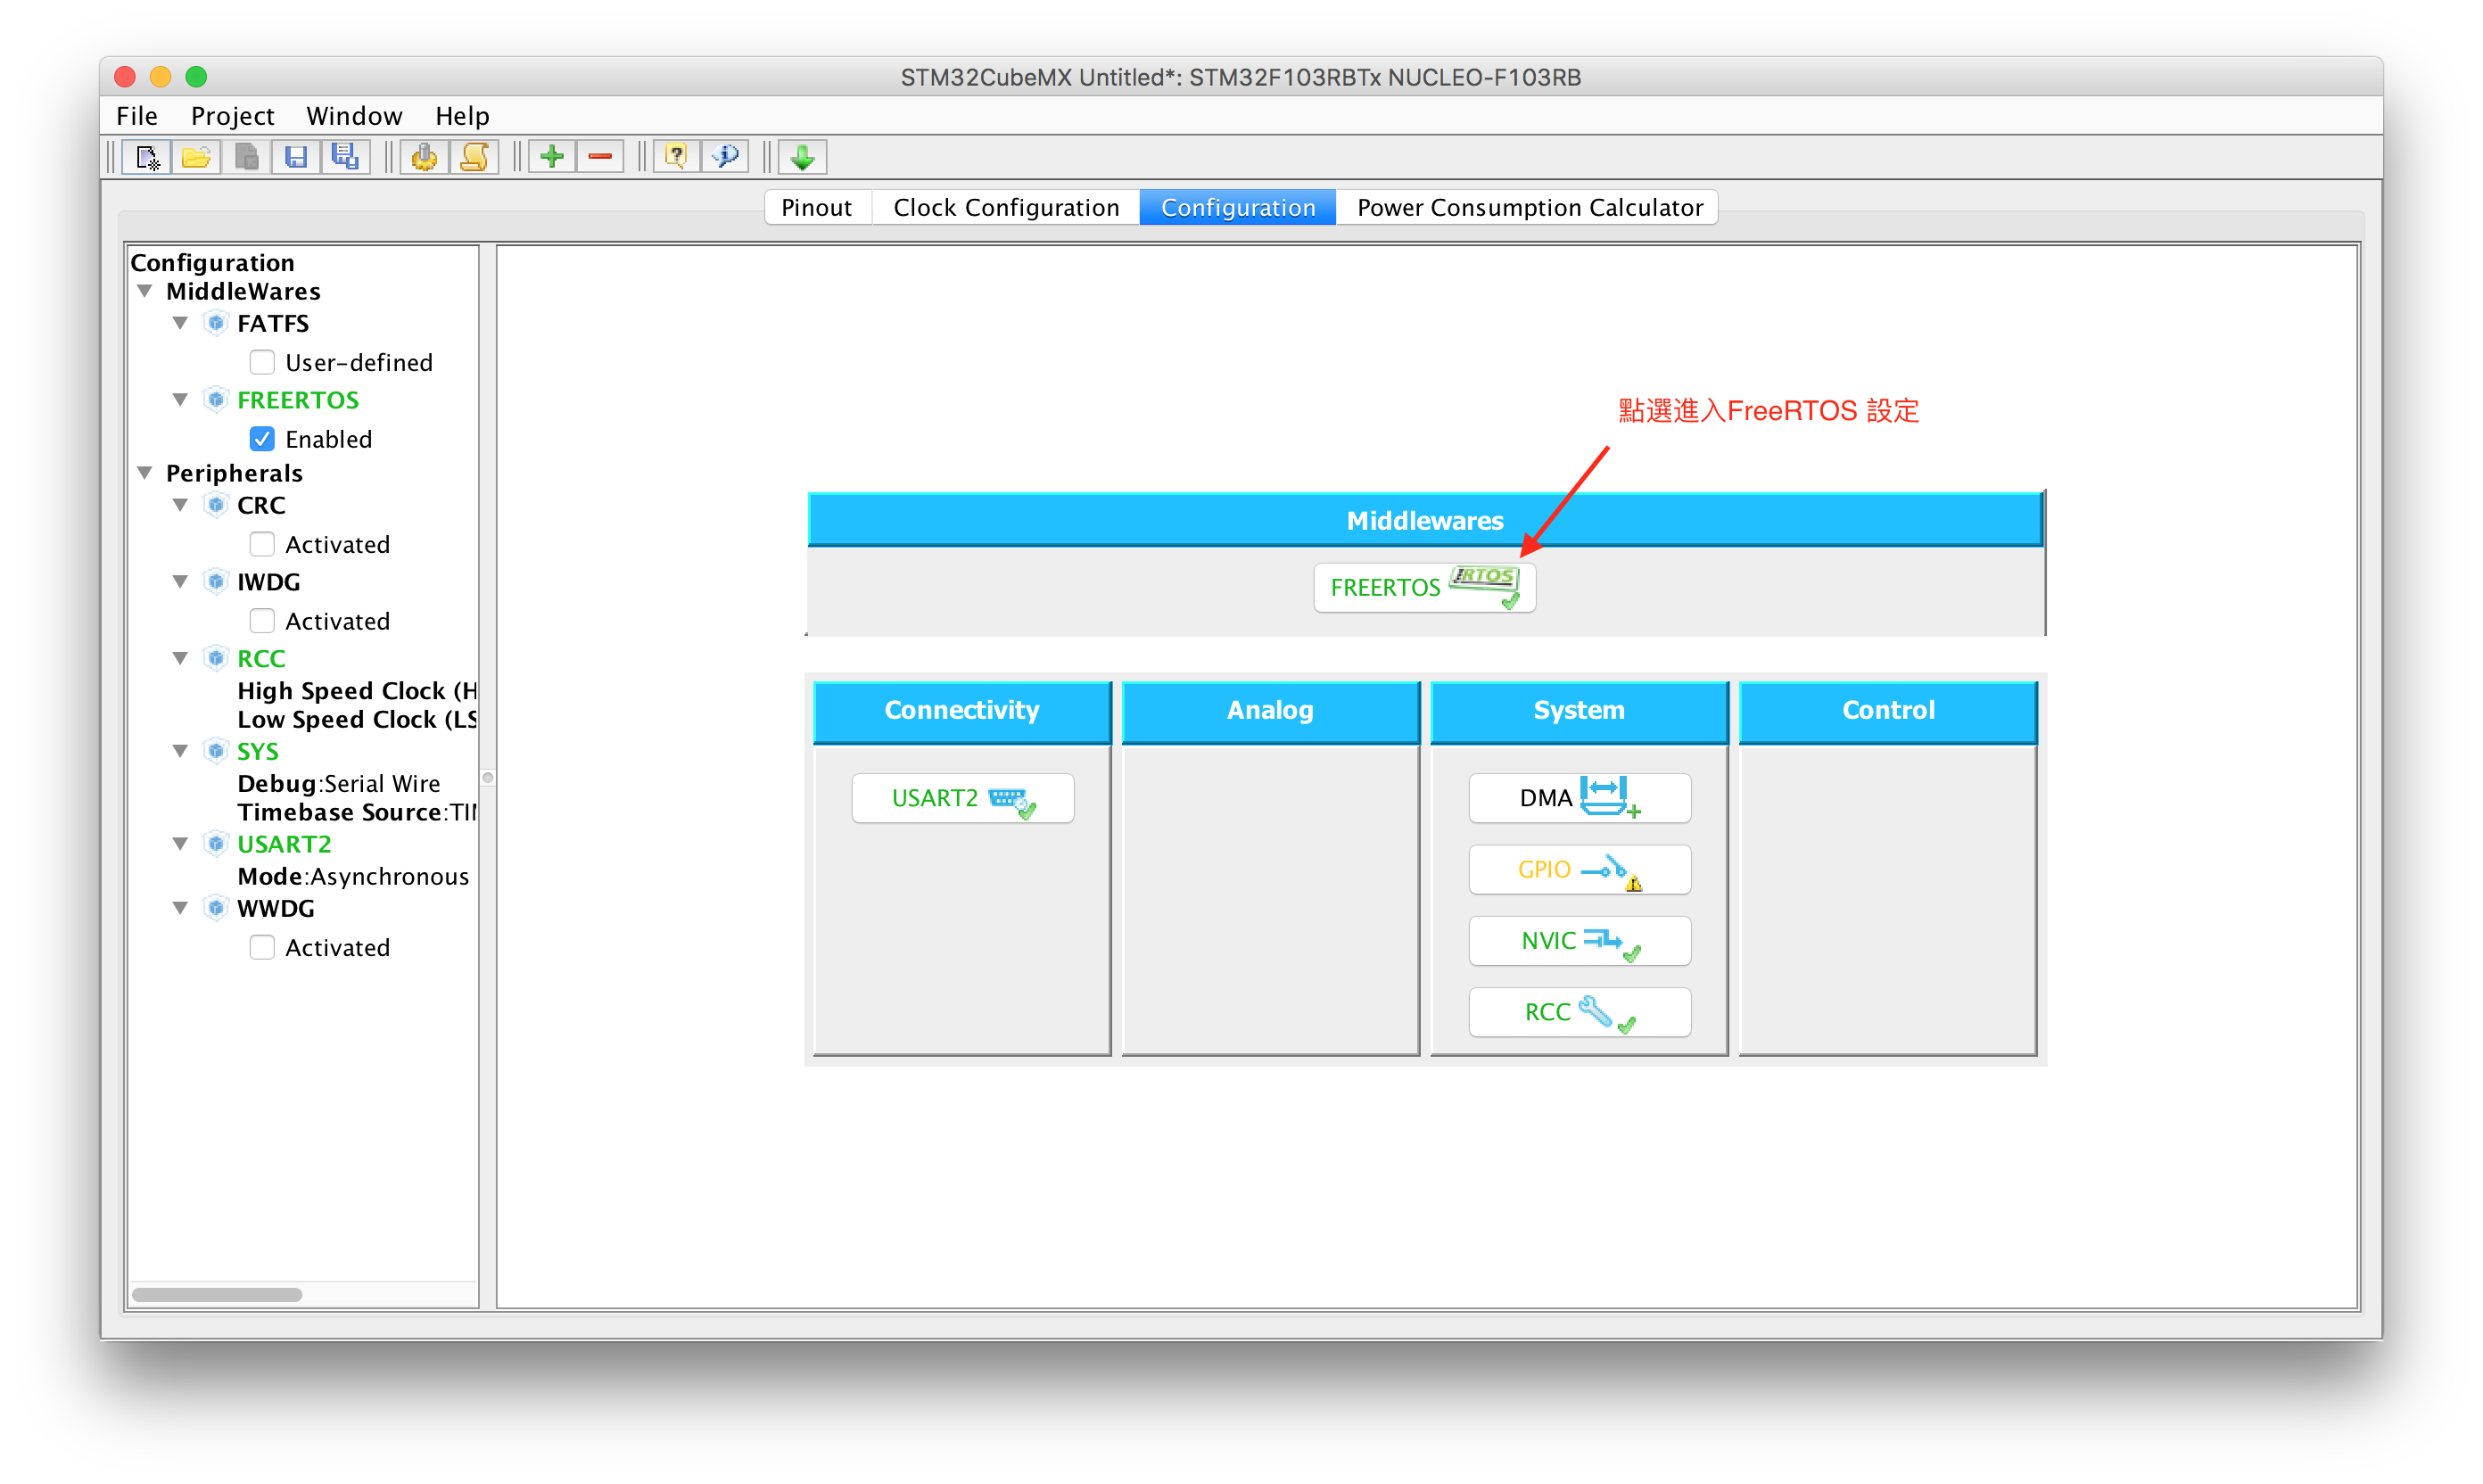 STM32CubeMX Untitled*: STM32F103RBTx NUCLEO-F103RB
File Project Window Help
Pinout Clock Configuration Configuration Power Consumption Calculator
Configuration
MiddleWares
FATFS
User-defined
FREERTOS
Enabled
Peripherals
CRC
Activated
IWDG
Activated
RCC
High Speed Clock (H
Low Speed Clock (LS
SYS
Debug:Serial Wire
Timebase Source:TI
USART2
Mode:Asynchronous
WWDG
Activated
點選進入FreeRTOS 設定
Middlewares
FREERTOS RTOS
Connectivity Analog System Control
USART2 DMA
GPIO
NVIC
RCC